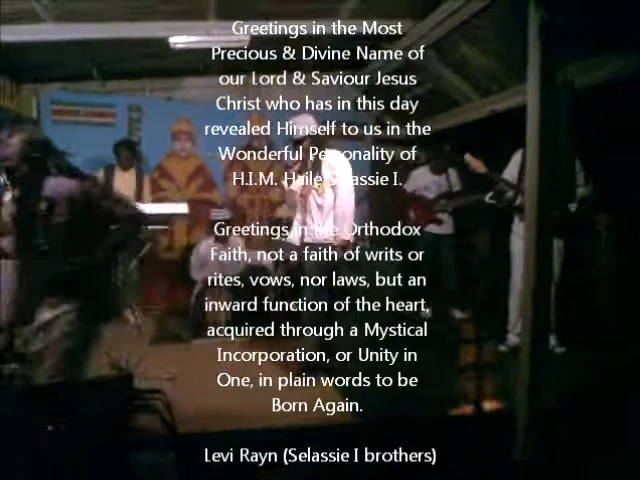 Greetings in the Most
Precious & Divine Name of
our Lord & Saviour Jesus
Christ who has in this day
revealed Himself to us in the
Wonderful Personality of
H.I.M. Haile Selassie I.
Greetings in the Orthodox
Faith, not a faith of writs or
rites, vows, nor laws, but an
inward function of the heart,
acquired through a Mystical
Incorporation, or Unity in
One, in plain words to be
Born Again.
Levi Rayn (Selassie I brothers)